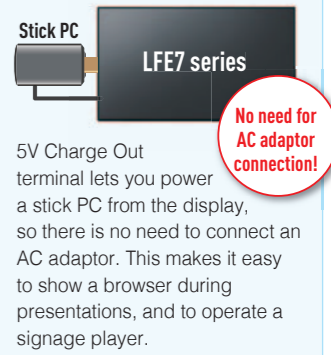 Stick PC
LFE7 series
No need for
AC adaptor
connection!
5V Charge Out
terminal lets you power
a stick PC from the display,
so there is no need to connect an
AC adaptor. This makes it easy
to show a browser during
presentations, and to operate a
signage player.